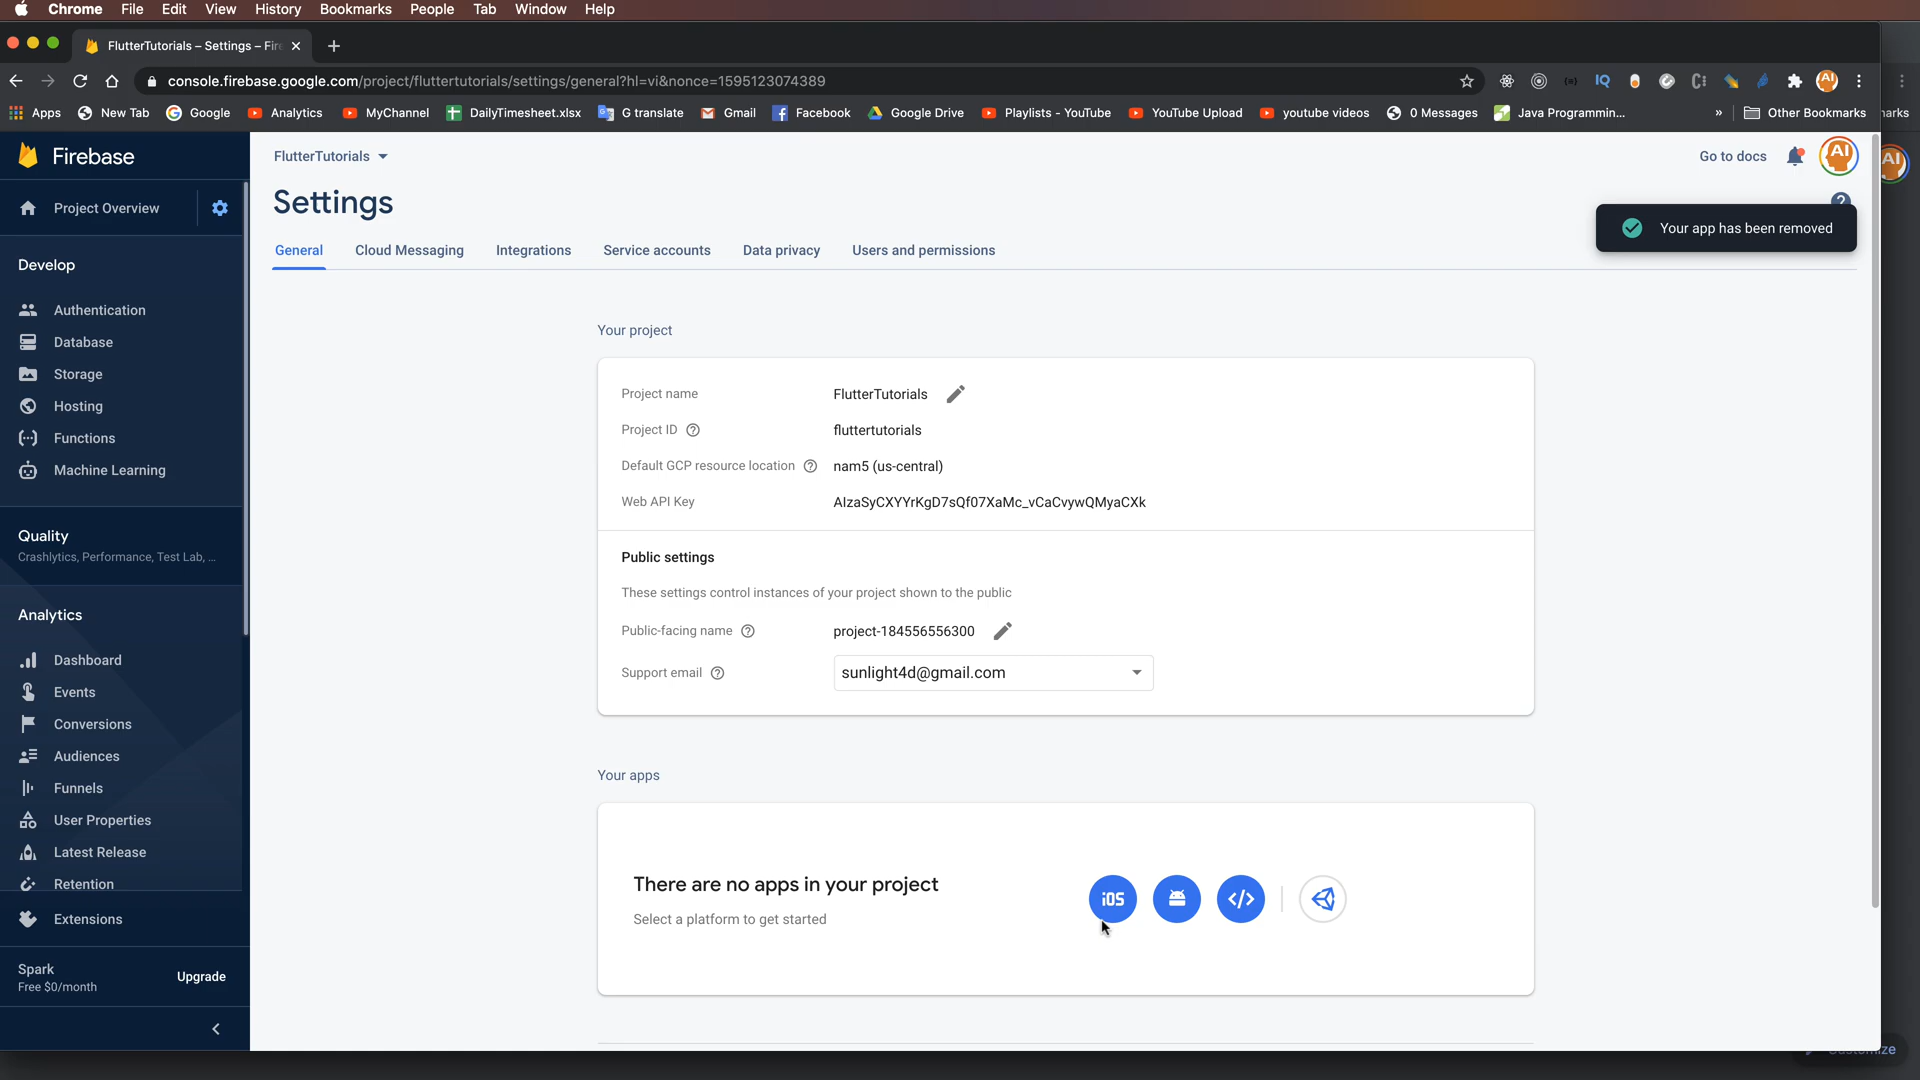 Chrome File Edit View History Bookmarks People Tab Window Help
FlutterTutorials – Settings – Fire
console.firebase.google.com/project/fluttertutorials/settings/general?hl=vi&nonce=1595123074389
IQ AI
Apps New Tab Google Analytics MyChannel DailyTimesheet.xlsx G translate Gmail Facebook Google Drive Playlists - YouTube YouTube Upload youtube videos 0 Messages Java Programmin... » Other Bookmarks arks
Firebase
FlutterTutorials
Go to docs
AI
AI
Project Overview
Settings
?
Your app has been removed
General Cloud Messaging Integrations Service accounts Data privacy Users and permissions
Develop
Authentication
Database
Storage
Hosting
Functions
Machine Learning
Quality
Crashlytics, Performance, Test Lab, ...
Analytics
Dashboard
Events
Conversions
Audiences
Funnels
User Properties
Latest Release
Retention
Extensions
Spark
Free $0/month
Upgrade
Your project
Project name FlutterTutorials
Project ID fluttertutorials
Default GCP resource location nam5 (us-central)
Web API Key AIzaSyCXYYrKgD7sQf07XaMc_vCaCvywQMyaCXk
Public settings
These settings control instances of your project shown to the public
Public-facing name project-184556556300
Support email sunlight4d@gmail.com
Your apps
There are no apps in your project
Select a platform to get started
iOS
Customize